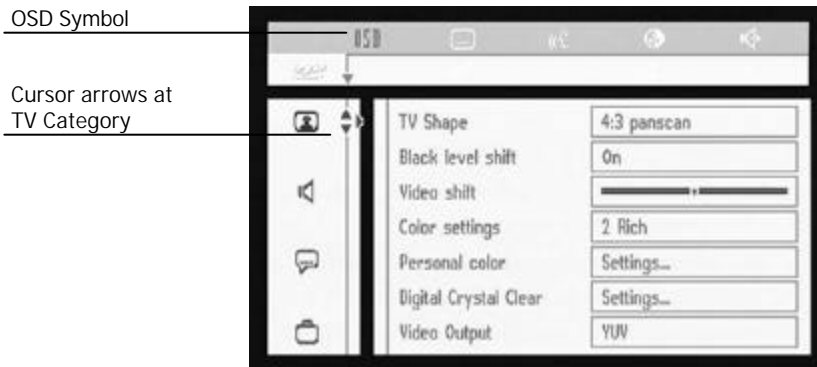 OSD Symbol
OSD
Cursor arrows at
TV Category
TV Shape 4:3 panscan
Black level shift On
Video shift
Color settings 2 Rich
Personal color Settings...
Digital Crystal Clear Settings...
Video Output YUV